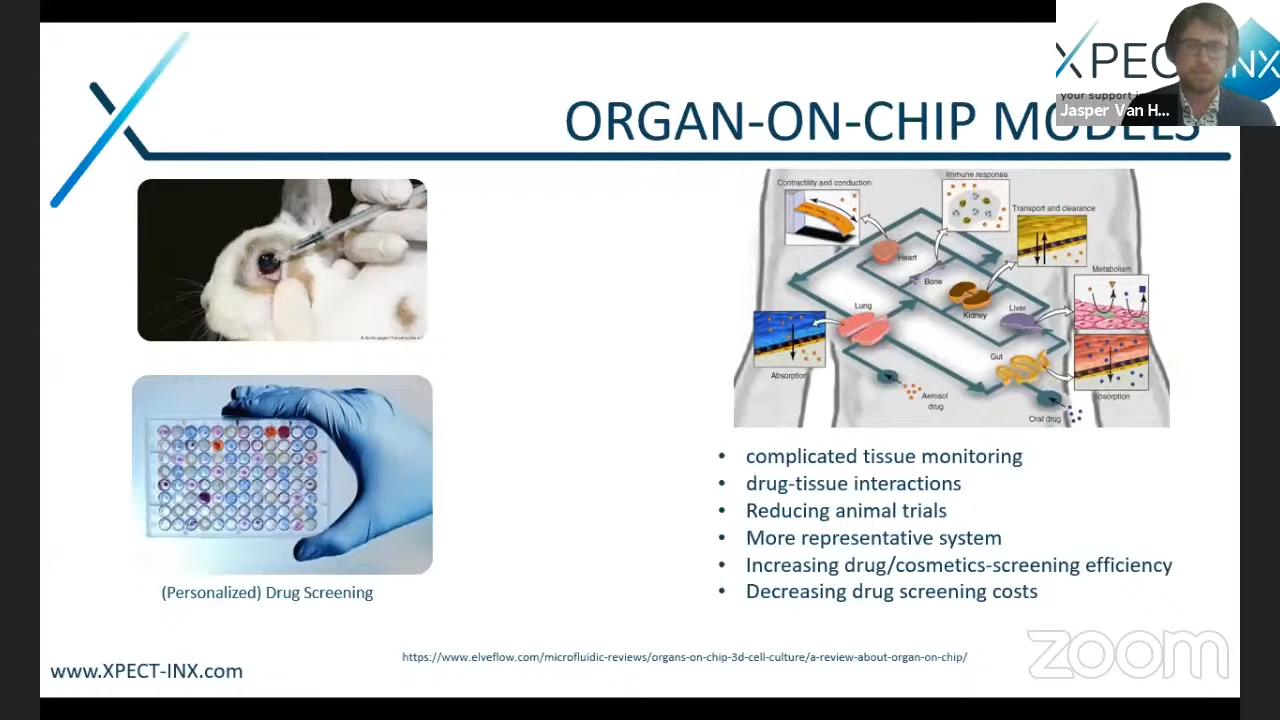 XPECT-INX
your support i
Jasper Van H...
ORGAN-ON-CHIP MODELS
Contractility and conduction
Immune response
Transport and clearance
Heart
Bone
Metabolism
Lung
Kidney
Liver
Gut
Absorption
Aerosol
drug
Absorption
Oral drug
• complicated tissue monitoring
• drug-tissue interactions
• Reducing animal trials
• More representative system
• Increasing drug/cosmetics-screening efficiency
• Decreasing drug screening costs
(Personalized) Drug Screening
https://www.elveflow.com/microfluidic-reviews/organs-on-chip-3d-cell-culture/a-review-about-organ-on-chip/
www.XPECT-INX.com
zoom